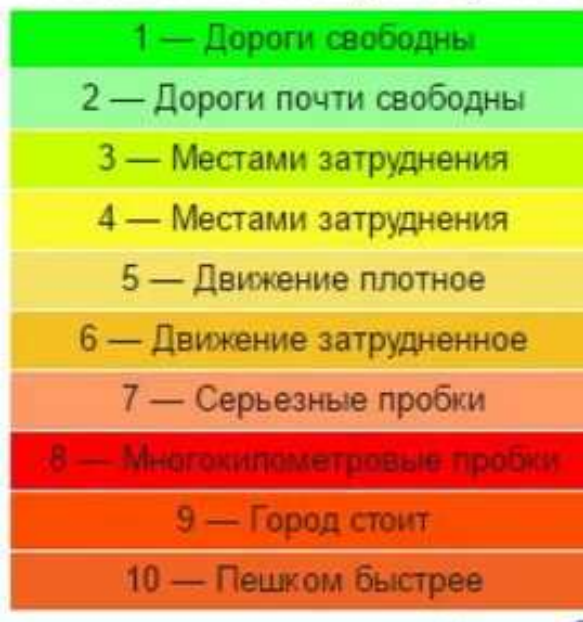 1 — Дороги свободны
2 — Дороги почти свободны
3 — Местами затруднения
4 — Местами затруднения
5 — Движение плотное
6 — Движение затрудненное
7 — Серьезные пробки
8 — Многокилометровые пробки
9 — Город стоит
10 — Пешком быстрее